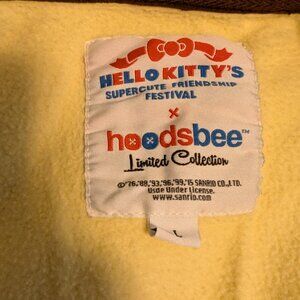 HELLO KITTY'S
SUPERCUTE FRIENDSHIP
FESTIVAL
x
hoodsbee™
Limited Collection
©'76,'88,'93,'96,'99,'15 SANRIO CO.,LTD.
Used Under License.
www.sanrio.com
L